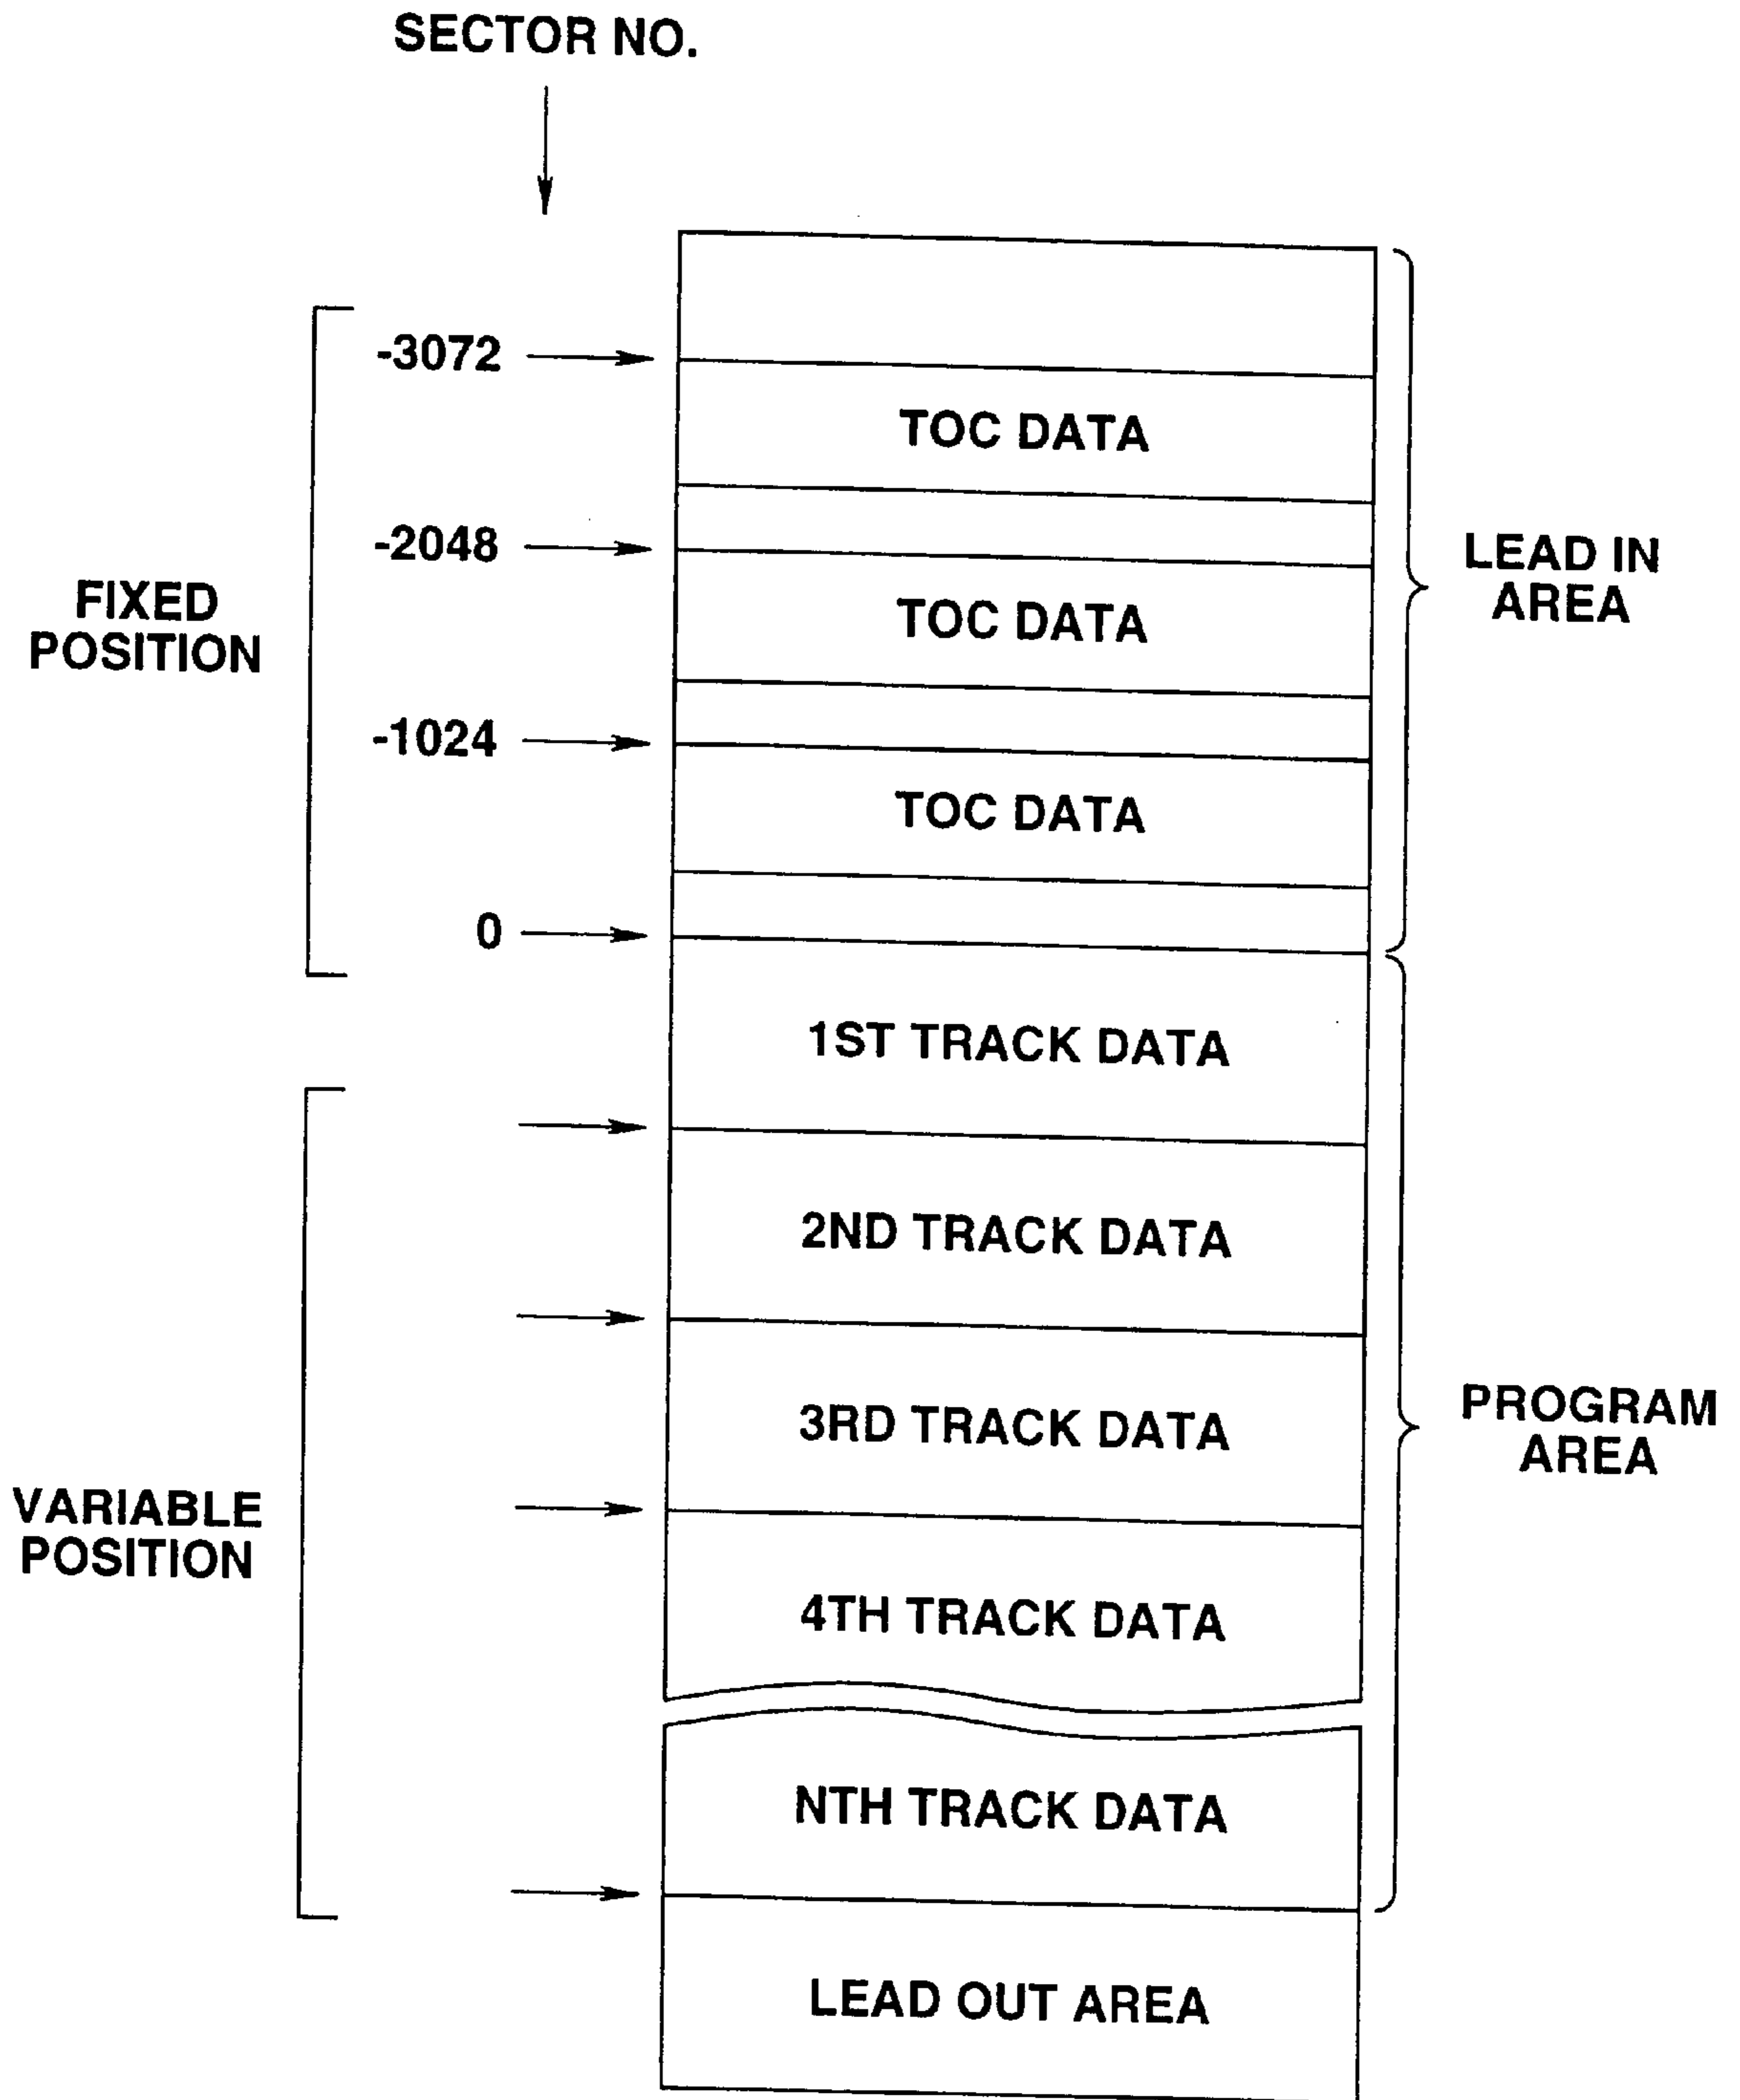 SECTOR NO.
-3072
TOC DATA
-2048
LEAD IN
AREA
FIXED
POSITION
TOC DATA
-1024
TOC DATA
0
1ST TRACK DATA
2ND TRACK DATA
3RD TRACK DATA
PROGRAM
AREA
VARIABLE
POSITION
4TH TRACK DATA
NTH TRACK DATA
LEAD OUT AREA